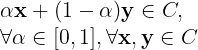 α𝐱 + (1 − α)𝐲 ∈ C,
∀α ∈ [0, 1], ∀𝐱, 𝐲 ∈ C